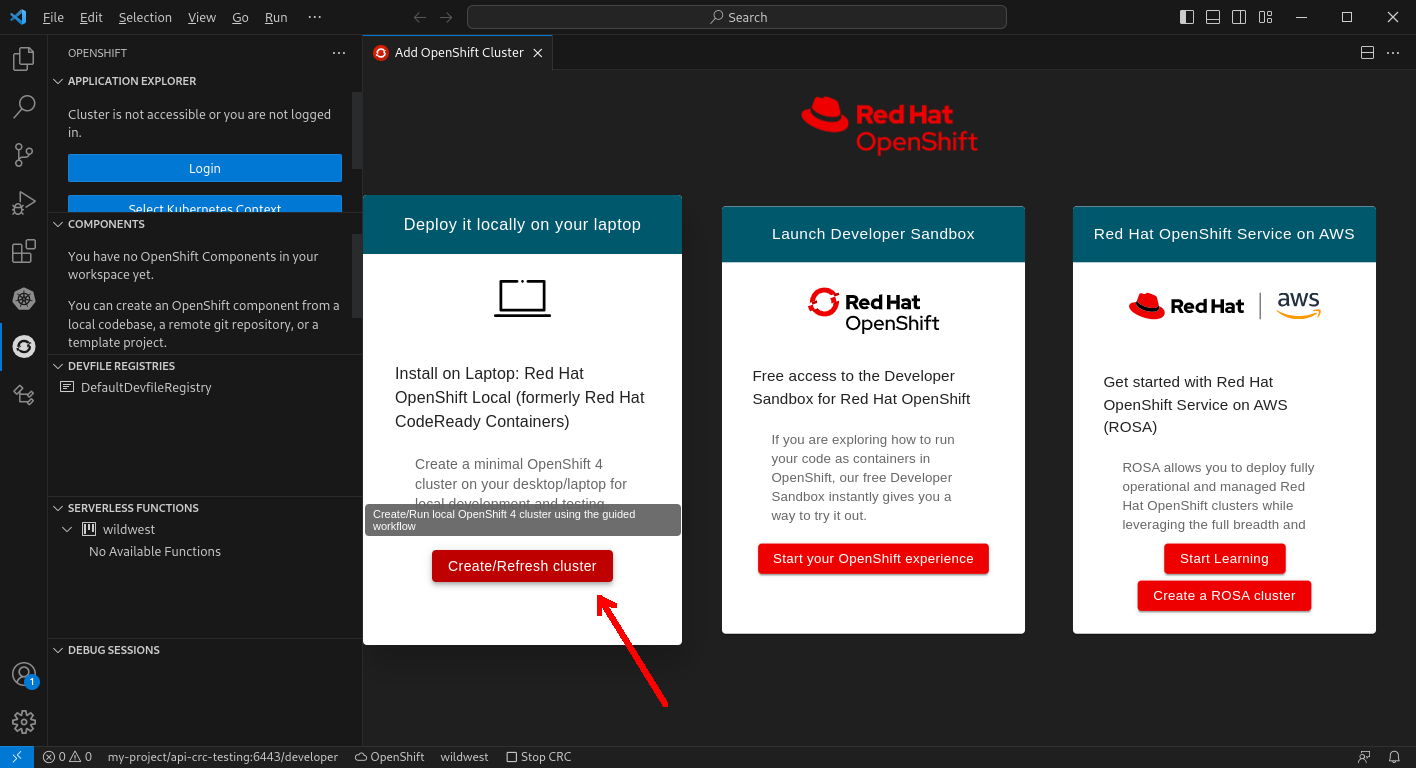 File Edit Selection View Go Run ···
Search
OPENSHIFT
Add OpenShift Cluster
APPLICATION EXPLORER
Cluster is not accessible or you are not logged
in.
Login
Select Kubernetes Context
COMPONENTS
You have no OpenShift Components in your
workspace yet.
You can create an OpenShift component from a
local codebase, a remote git repository, or a
template project.
DEVFILE REGISTRIES
DefaultDevfileRegistry
SERVERLESS FUNCTIONS
wildwest
No Available Functions
DEBUG SESSIONS
Red Hat
OpenShift
Deploy it locally on your laptop
Install on Laptop: Red Hat
OpenShift Local (formerly Red Hat
CodeReady Containers)
Create a minimal OpenShift 4
cluster on your desktop/laptop for
local development and testing
Create/Run local OpenShift 4 cluster using the guided
workflow
Create/Refresh cluster
Launch Developer Sandbox
Red Hat
OpenShift
Free access to the Developer
Sandbox for Red Hat OpenShift
If you are exploring how to run
your code as containers in
OpenShift, our free Developer
Sandbox instantly gives you a
way to try it out.
Start your OpenShift experience
Red Hat OpenShift Service on AWS
Red Hat | aws
Get started with Red Hat
OpenShift Service on AWS
(ROSA)
ROSA allows you to deploy fully
operational and managed Red
Hat OpenShift clusters while
leveraging the full breadth and
Start Learning
Create a ROSA cluster
1
0 0 my-project/api-crc-testing:6443/developer OpenShift wildwest Stop CRC